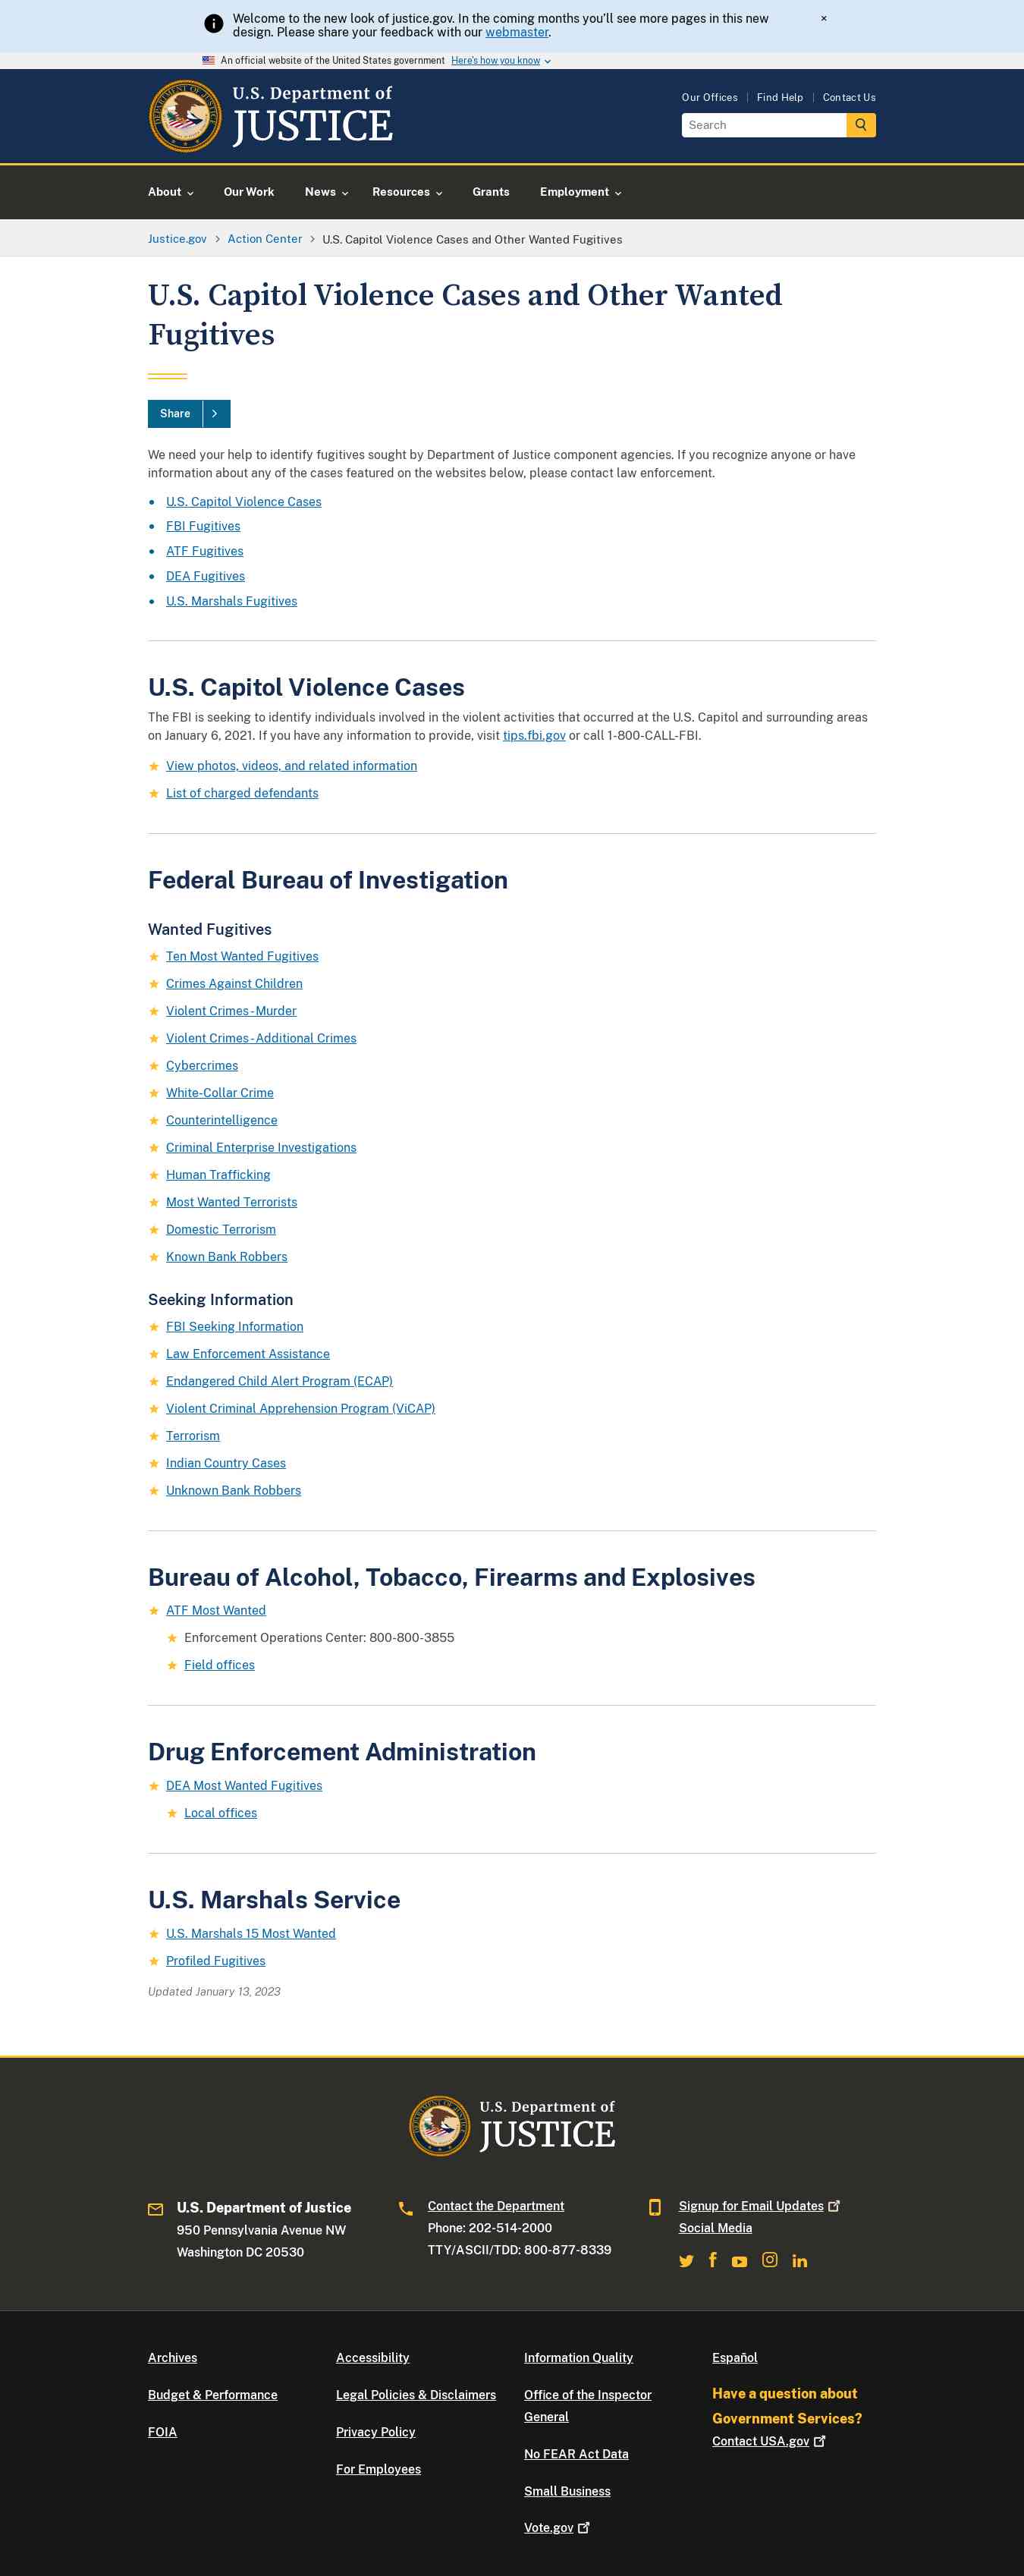 Welcome to the new look of justice.gov. In the coming months you'll see more pages in this new
design. Please share your feedback with our webmaster.
×
An official website of the United States government Here's how you know
U.S. Department of
JUSTICE
Our Offices Find Help Contact Us
Search
About Our Work News Resources Grants Employment
Justice.gov Action Center U.S. Capitol Violence Cases and Other Wanted Fugitives
U.S. Capitol Violence Cases and Other Wanted
Fugitives
Share
We need your help to identify fugitives sought by Department of Justice component agencies. If you recognize anyone or have
information about any of the cases featured on the websites below, please contact law enforcement.
U.S. Capitol Violence Cases
FBI Fugitives
ATF Fugitives
DEA Fugitives
U.S. Marshals Fugitives
U.S. Capitol Violence Cases
The FBI is seeking to identify individuals involved in the violent activities that occurred at the U.S. Capitol and surrounding areas
on January 6, 2021. If you have any information to provide, visit tips.fbi.gov or call 1-800-CALL-FBI.
View photos, videos, and related information
List of charged defendants
Federal Bureau of Investigation
Wanted Fugitives
Ten Most Wanted Fugitives
Crimes Against Children
Violent Crimes-Murder
Violent Crimes-Additional Crimes
Cybercrimes
White-Collar Crime
Counterintelligence
Criminal Enterprise Investigations
Human Trafficking
Most Wanted Terrorists
Domestic Terrorism
Known Bank Robbers
Seeking Information
FBI Seeking Information
Law Enforcement Assistance
Endangered Child Alert Program (ECAP)
Violent Criminal Apprehension Program (ViCAP)
Terrorism
Indian Country Cases
Unknown Bank Robbers
Bureau of Alcohol, Tobacco, Firearms and Explosives
ATF Most Wanted
Enforcement Operations Center: 800-800-3855
Field offices
Drug Enforcement Administration
DEA Most Wanted Fugitives
Local offices
U.S. Marshals Service
U.S. Marshals 15 Most Wanted
Profiled Fugitives
Updated January 13, 2023
U.S. Department of
JUSTICE
U.S. Department of Justice
950 Pennsylvania Avenue NW
Washington DC 20530
Contact the Department
Phone: 202-514-2000
TTY/ASCII/TDD: 800-877-8339
Signup for Email Updates
Social Media
Archives
Budget & Performance
FOIA
Accessibility
Legal Policies & Disclaimers
Privacy Policy
For Employees
Information Quality
Office of the Inspector
General
No FEAR Act Data
Small Business
Vote.gov
Español
Have a question about
Government Services?
Contact USA.gov